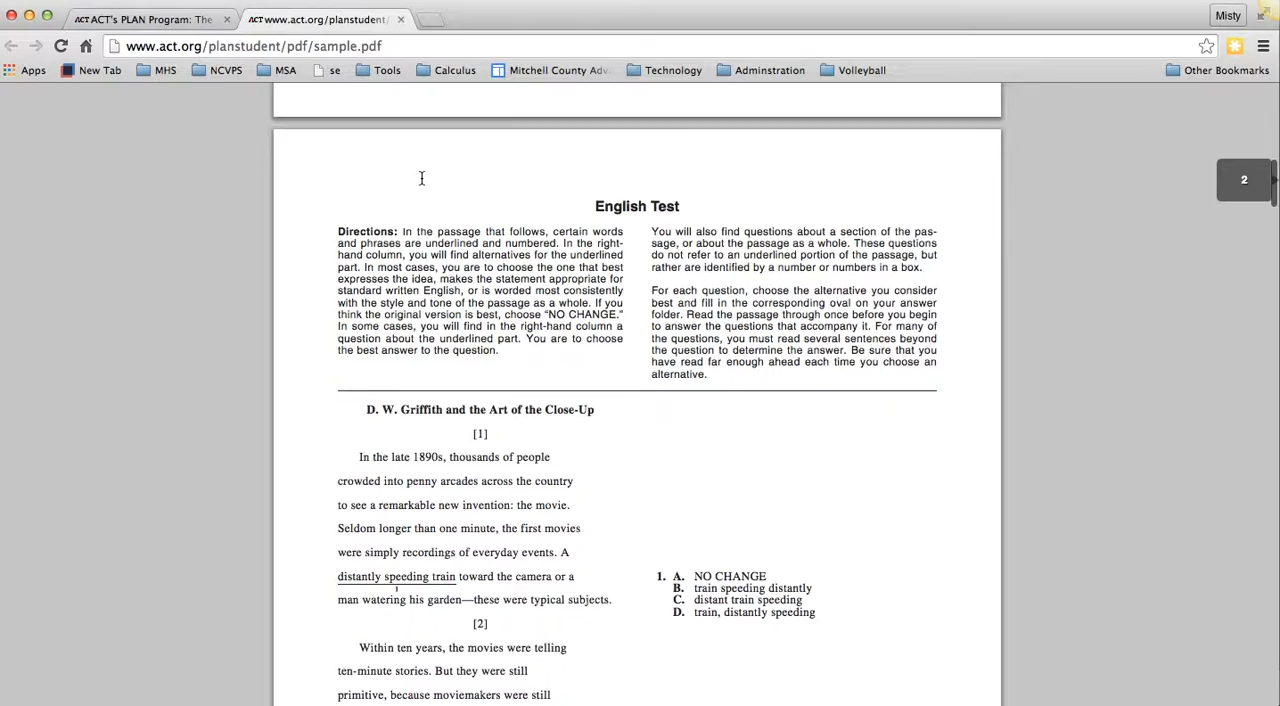 ACT ACT's PLAN Program: The
ACT www.act.org/planstudent/
Misty
www.act.org/planstudent/pdf/sample.pdf
Apps New Tab MHS NCVPS MSA se Tools Calculus Mitchell County Adv Technology Adminstration Volleyball Other Bookmarks
2
English Test
Directions: In the passage that follows, certain words
and phrases are underlined and numbered. In the right-
hand column, you will find alternatives for the underlined
part. In most cases, you are to choose the one that best
expresses the idea, makes the statement appropriate for
standard written English, or is worded most consistently
with the style and tone of the passage as a whole. If you
think the original version is best, choose “NO CHANGE.”
In some cases, you will find in the right-hand column a
question about the underlined part. You are to choose
the best answer to the question.
You will also find questions about a section of the pas-
sage, or about the passage as a whole. These questions
do not refer to an underlined portion of the passage, but
rather are identified by a number or numbers in a box.
For each question, choose the alternative you consider
best and fill in the corresponding oval on your answer
folder. Read the passage through once before you begin
to answer the questions that accompany it. For many of
the questions, you must read several sentences beyond
the question to determine the answer. Be sure that you
have read far enough ahead each time you choose an
alternative.
D. W. Griffith and the Art of the Close-Up
[1]
In the late 1890s, thousands of people
crowded into penny arcades across the country
to see a remarkable new invention: the movie.
Seldom longer than one minute, the first movies
were simply recordings of everyday events. A
distantly speeding train toward the camera or a
1
man watering his garden—these were typical subjects.
1. A. NO CHANGE
B. train speeding distantly
C. distant train speeding
D. train, distantly speeding
[2]
Within ten years, the movies were telling
ten-minute stories. But they were still
primitive, because moviemakers were still